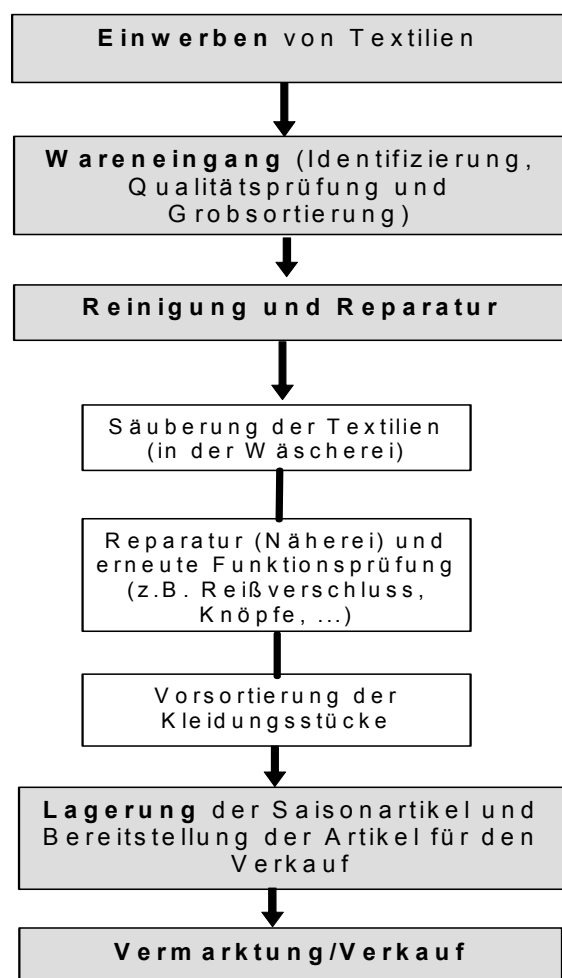 Einwerben von Textilien
Wareneingang (Identifizierung,
Qualitätsprüfung und
Grobsortierung)
Reinigung und Reparatur
Säuberung der Textilien
(in der Wäscherei)
Reparatur (Näherei) und
erneute Funktionsprüfung
(z.B. Reißverschluss,
Knöpfe, ...)
Vorsortierung der
Kleidungsstücke
Lagerung der Saisonartikel und
Bereitstellung der Artikel für den
Verkauf
Vermarktung/Verkauf